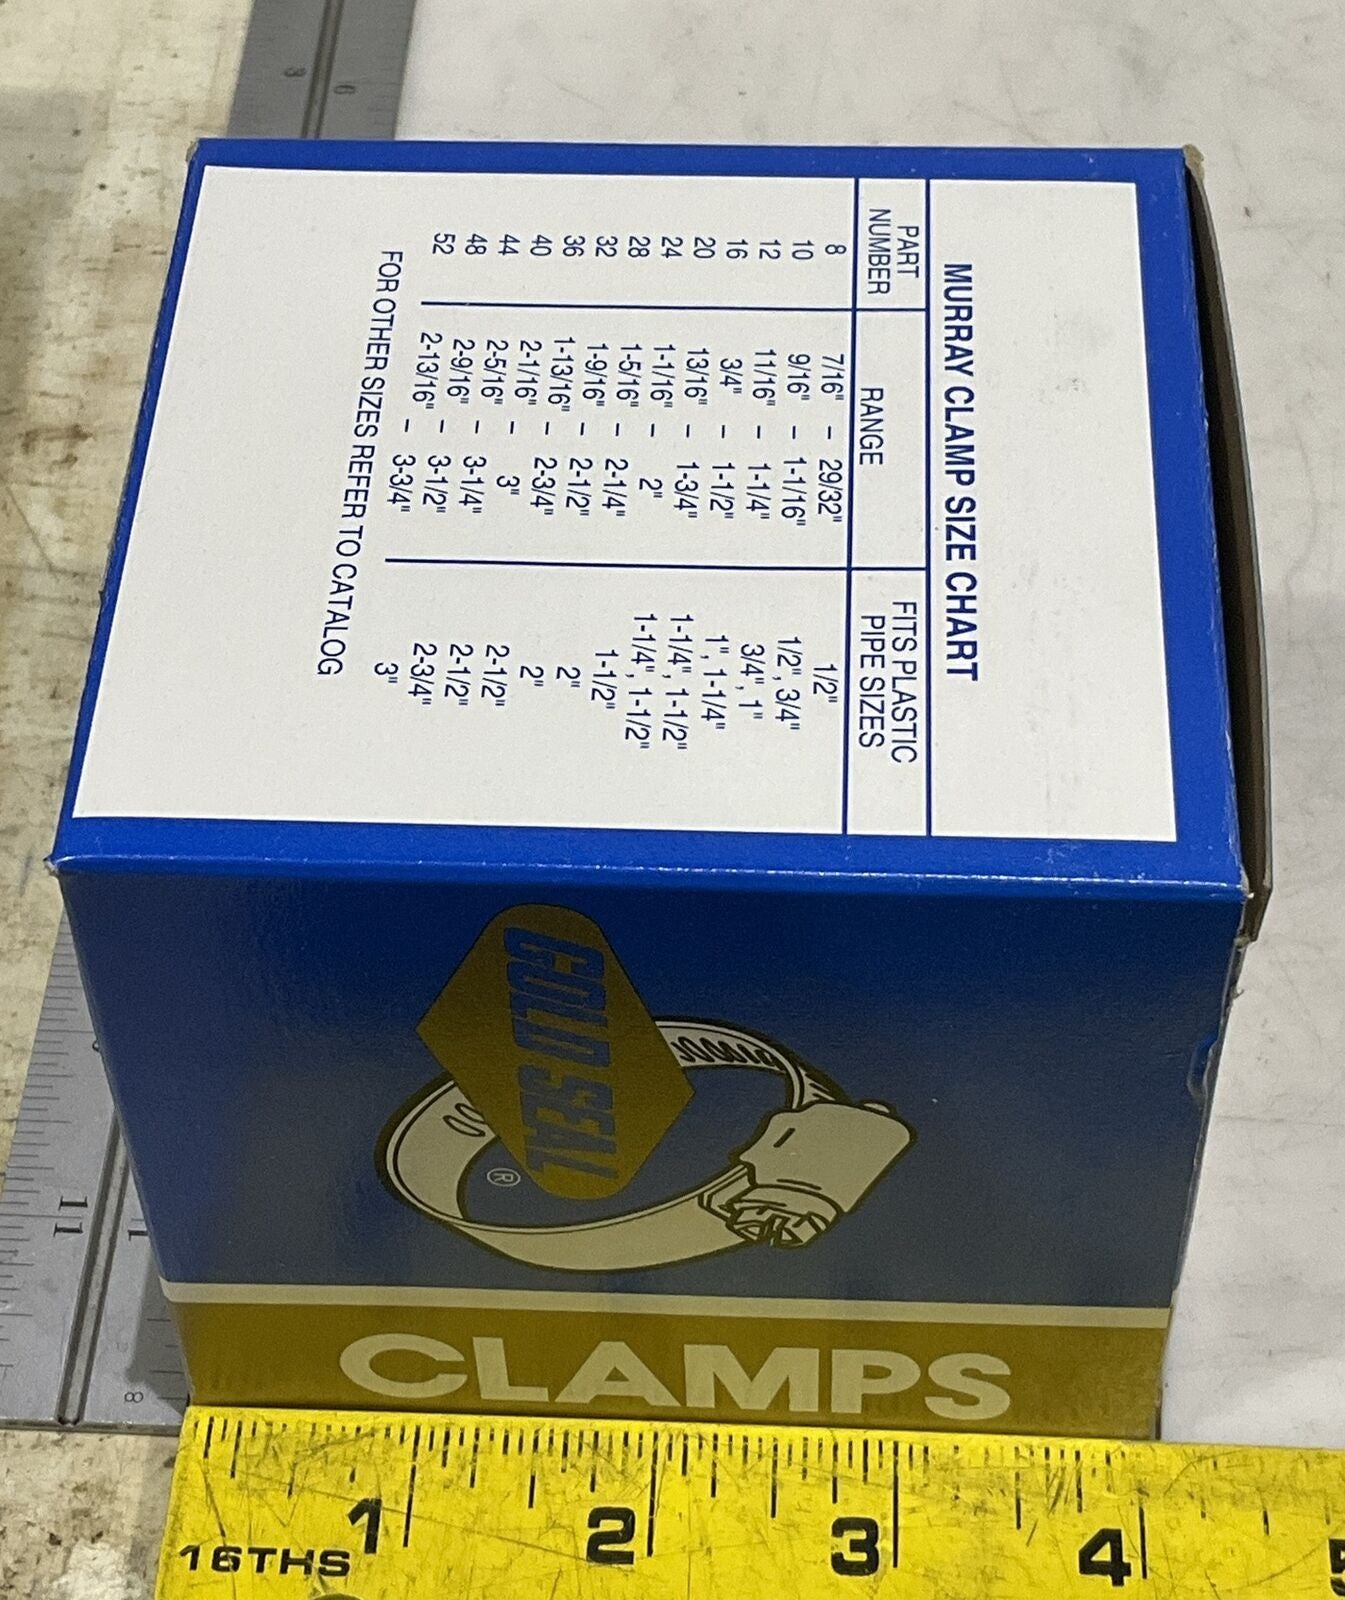 MURRAY CLAMP SIZE CHART
PART NUMBER RANGE FITS PLASTIC PIPE SIZES
8 7/16" – 29/32" 1/2"
10 9/16" – 1-1/16" 1/2", 3/4"
12 11/16" – 1-1/4" 3/4", 1"
16 3/4" – 1-1/2" 1", 1-1/4"
20 13/16" – 1-3/4" 1-1/4", 1-1/2"
24 1-1/16" – 2" 1-1/4", 1-1/2"
28 1-5/16" – 2-1/4" 1-1/2"
32 1-9/16" – 2-1/2" 2"
36 1-13/16" – 2-3/4" 2"
40 2-1/16" – 3" 2-1/2"
44 2-5/16" – 3-1/4" 2-1/2"
48 2-9/16" – 3-1/2" 2-3/4"
52 2-13/16" – 3-3/4" 3"
FOR OTHER SIZES REFER TO CATALOG
GOLD SEAL ®
CLAMPS
1 2 3 4 5
16THS
11
8